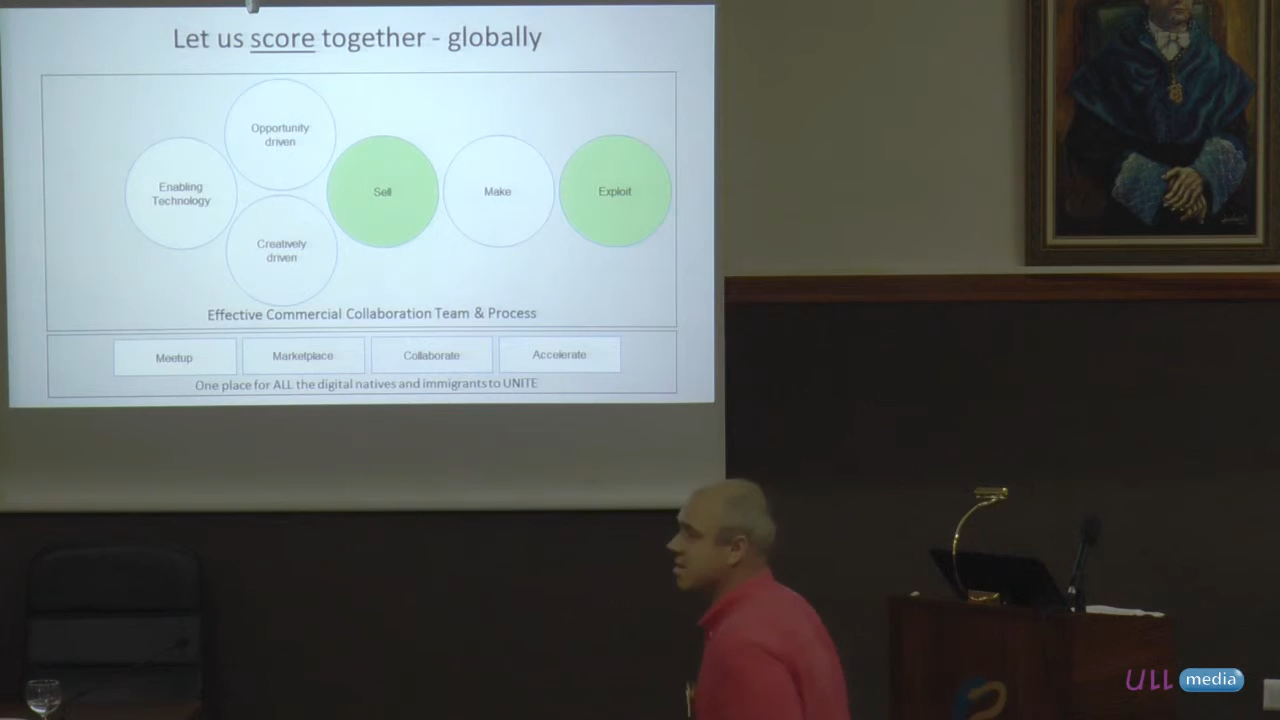 Let us score together - globally
Opportunity
driven
Enabling
Technology
Sell
Make
Exploit
Creatively
driven
Effective Commercial Collaboration Team & Process
Meetup
Marketplace
Collaborate
Accelerate
One place for ALL the digital natives and immigrants to UNITE
ULL media